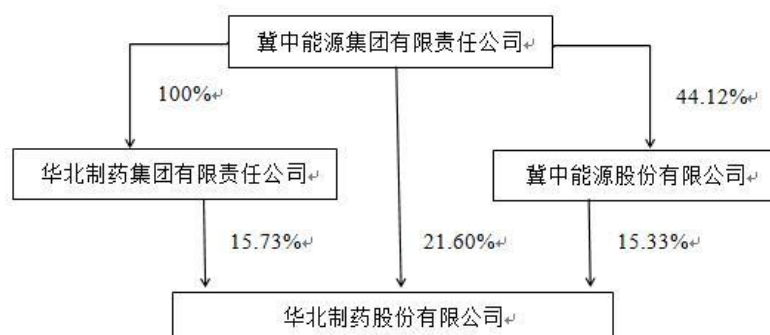 冀中能源集团有限责任公司↵
100%↵
44.12%↵
华北制药集团有限责任公司↵
冀中能源股份有限公司↵
15.73%↵
21.60%↵
15.33%↵
华北制药股份有限公司↵